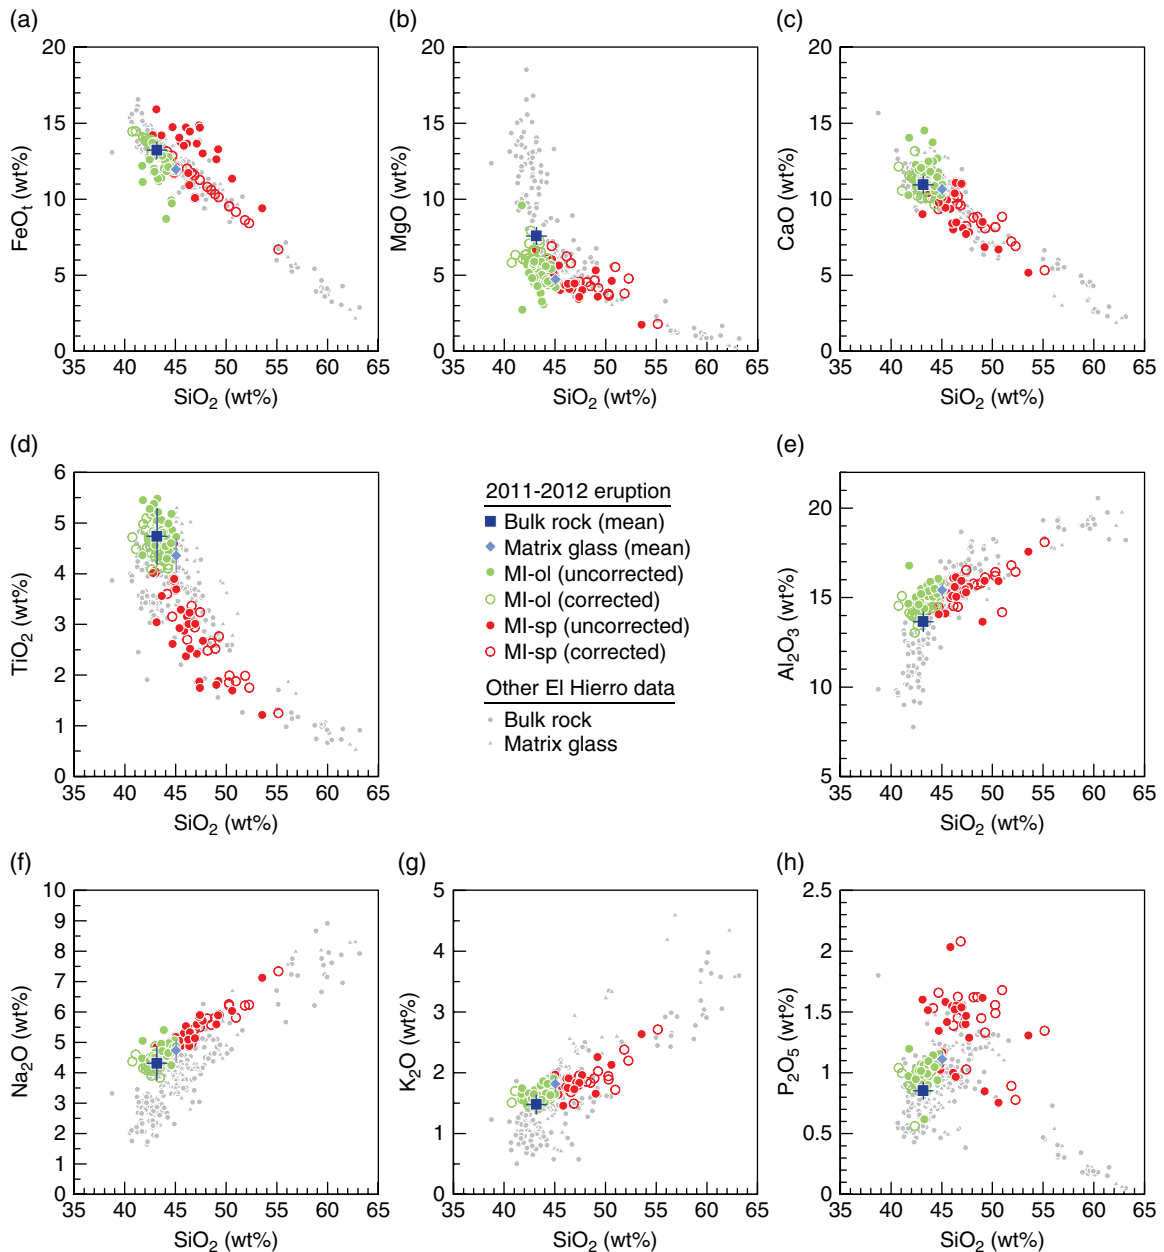 (a)
(b)
(c)
20
15
10
5
0
FeOt (wt%)
35 40 45 50 55 60 65
SiO2 (wt%)
20
15
10
5
0
MgO (wt%)
35 40 45 50 55 60 65
SiO2 (wt%)
20
15
10
5
0
CaO (wt%)
35 40 45 50 55 60 65
SiO2 (wt%)
(d)
6
5
4
3
2
1
0
TiO2 (wt%)
35 40 45 50 55 60 65
SiO2 (wt%)
2011-2012 eruption
Bulk rock (mean)
Matrix glass (mean)
MI-ol (uncorrected)
MI-ol (corrected)
MI-sp (uncorrected)
MI-sp (corrected)
Other El Hierro data
Bulk rock
Matrix glass
(e)
20
15
10
5
Al2O3 (wt%)
35 40 45 50 55 60 65
SiO2 (wt%)
(f)
10
9
8
7
6
5
4
3
2
1
0
Na2O (wt%)
35 40 45 50 55 60 65
SiO2 (wt%)
(g)
5
4
3
2
1
0
K2O (wt%)
35 40 45 50 55 60 65
SiO2 (wt%)
(h)
2.5
2
1.5
1
0.5
0
P2O5 (wt%)
35 40 45 50 55 60 65
SiO2 (wt%)